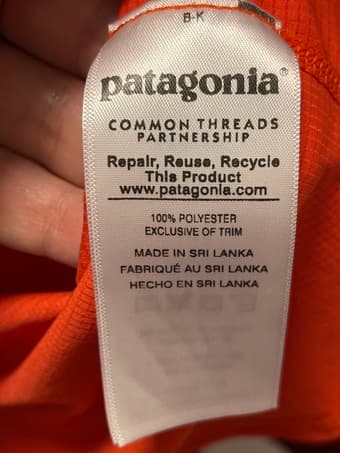 B-K
patagonia®
COMMON THREADS
PARTNERSHIP
Repair, Reuse, Recycle
This Product
www.patagonia.com
100% POLYESTER
EXCLUSIVE OF TRIM
MADE IN SRI LANKA
FABRIQUÉ AU SRI LANKA
HECHO EN SRI LANKA